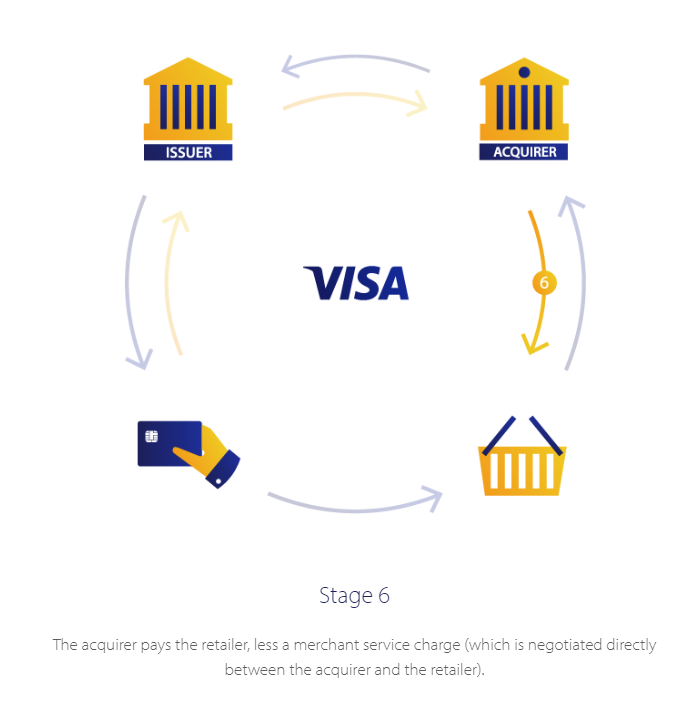 ISSUER
ACQUIRER
VISA
6
Stage 6
The acquirer pays the retailer, less a merchant service charge (which is negotiated directly
between the acquirer and the retailer).